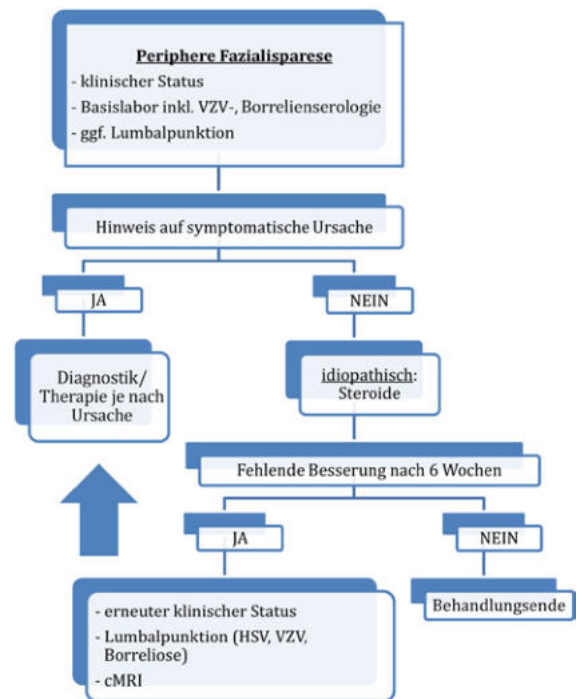 Periphere Fazialisparese
- klinischer Status
- Basislabor inkl. VZV-, Borrelienserologie
- ggf. Lumbalpunktion
Hinweis auf symptomatische Ursache
JA
NEIN
Diagnostik/
Therapie je nach
Ursache
idiopathisch:
Steroide
Fehlende Besserung nach 6 Wochen
JA
NEIN
- erneuter klinischer Status
- Lumbalpunktion (HSV, VZV,
Borreliose)
- cMRI
Behandlungsende